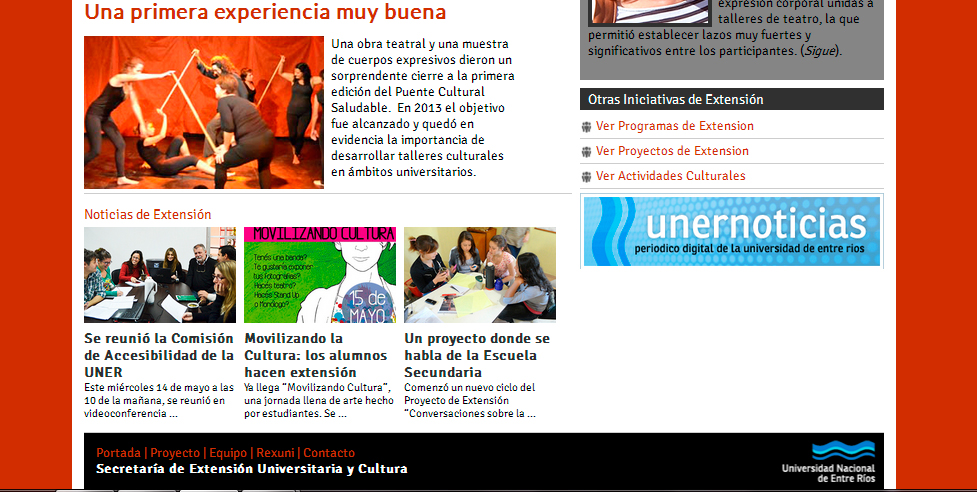 Una primera experiencia muy buena
Una obra teatral y una muestra
de cuerpos expresivos dieron un
sorprendente cierre a la primera
edición del Puente Cultural
Saludable. En 2013 el objetivo
fue alcanzado y quedó en
evidencia la importancia de
desarrollar talleres culturales
en ámbitos universitarios.
expresión corporal unidas a
talleres de teatro, la que
permitió establecer lazos muy fuertes y
significativos entre los participantes. (Sigue).
Otras Iniciativas de Extensión
Ver Programas de Extension
Ver Proyectos de Extension
Ver Actividades Culturales
unernoticias
periodico digital de la universidad de entre rios
Noticias de Extensión
MOVILIZANDO CULTURA
Tenés una banda?
Te gustaría exponer
tus fotografías?
Hacés teatro?
Hacés Stand Up
o Monólogo?
15 de
MAYO
Se reunió la Comisión
de Accesibilidad de la
UNER
Este miércoles 14 de mayo a las
10 de la mañana, se reunió en
videoconferencia ...
Movilizando la
Cultura: los alumnos
hacen extensión
Ya llega “Movilizando Cultura”,
una jornada llena de arte hecho
por estudiantes. Se ...
Un proyecto donde se
habla de la Escuela
Secundaria
Comenzó un nuevo ciclo del
Proyecto de Extensión
“Conversaciones sobre la ...
Portada | Proyecto | Equipo | Rexuni | Contacto
Secretaría de Extensión Universitaria y Cultura
Universidad Nacional
de Entre Ríos